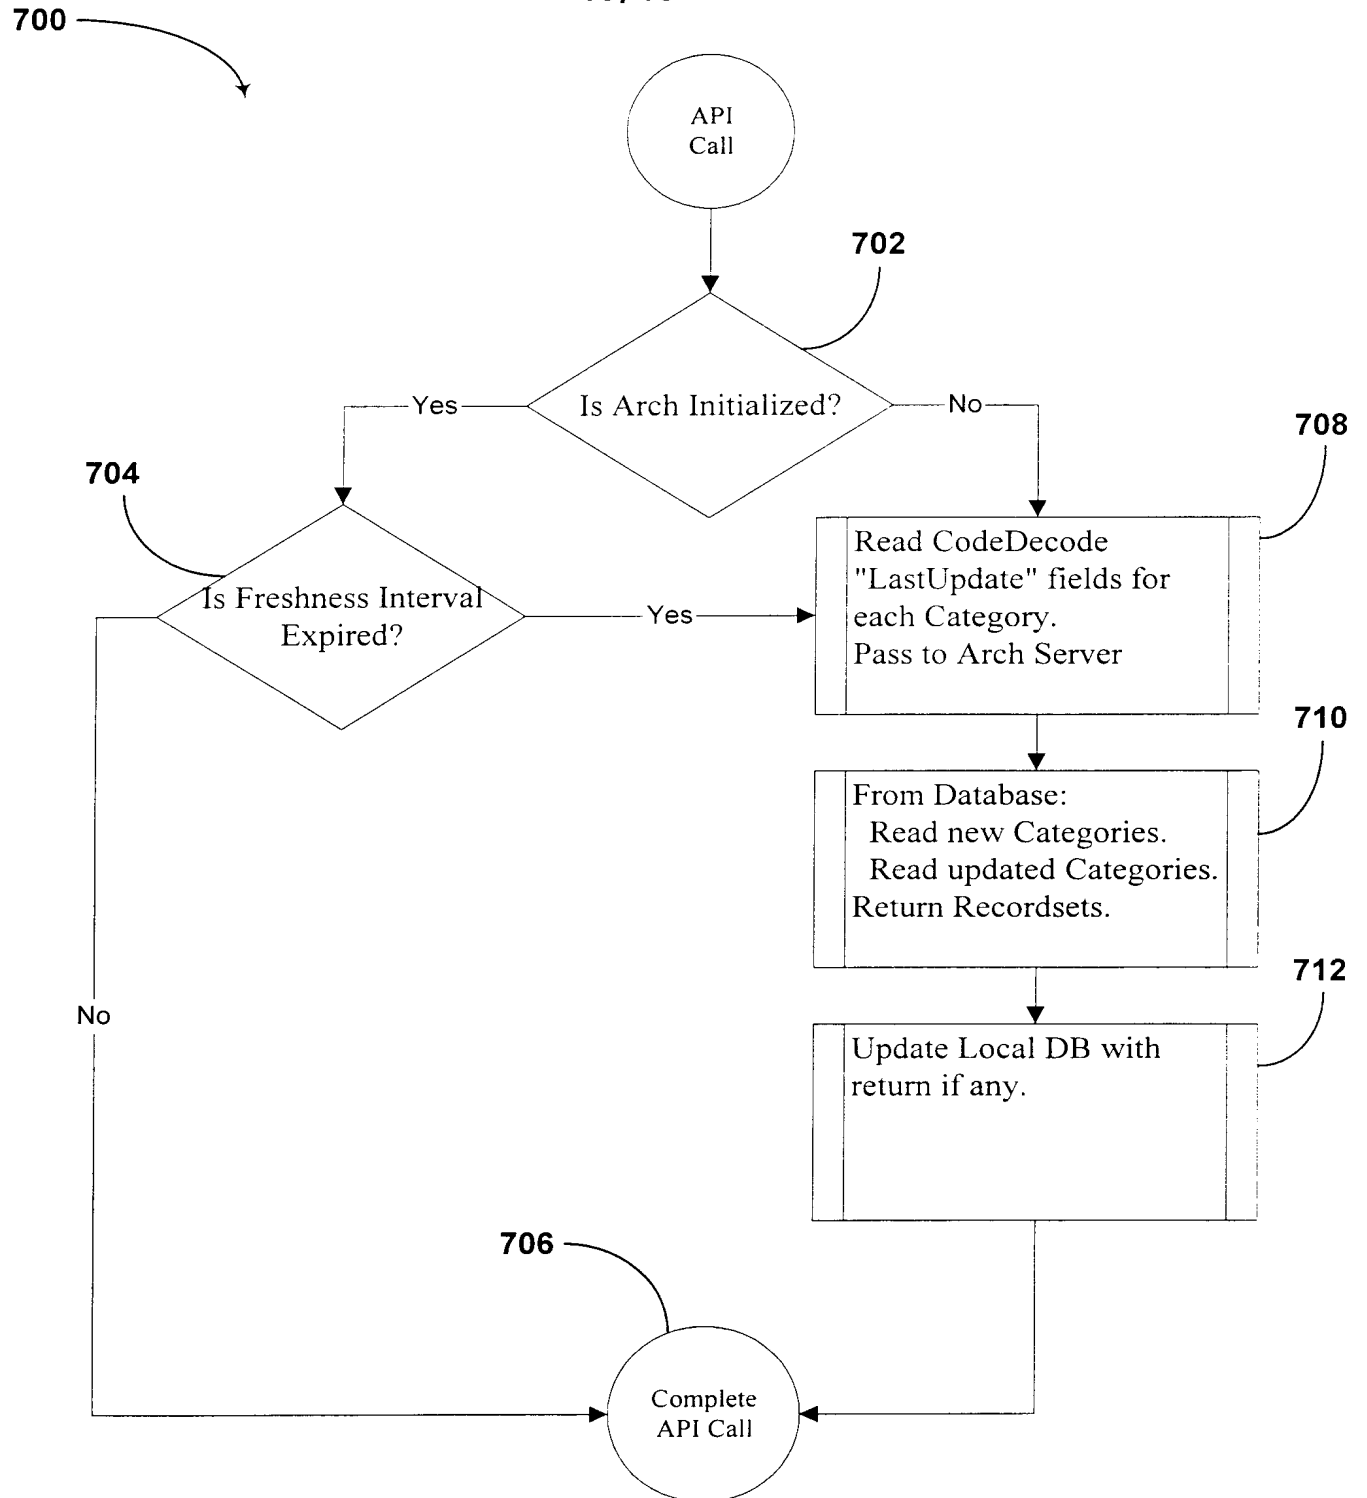 700
API
Call
702
Yes
Is Arch Initialized?
No
708
704
Read CodeDecode
"LastUpdate" fields for
each Category.
Pass to Arch Server
Is Freshness Interval
Expired?
Yes
710
From Database:
Read new Categories.
Read updated Categories.
Return Recordsets.
712
No
Update Local DB with
return if any.
706
Complete
API Call